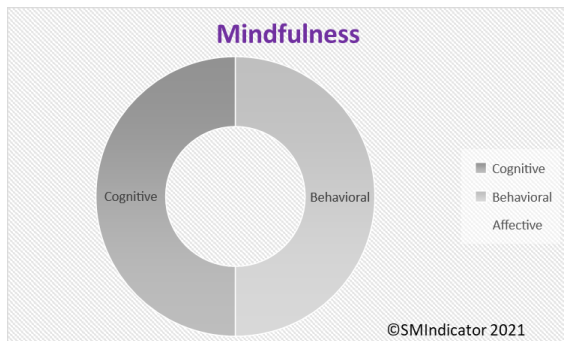 Mindfulness
Cognitive
Behavioral
Cognitive
Behavioral
Affective
©SMIndicator 2021